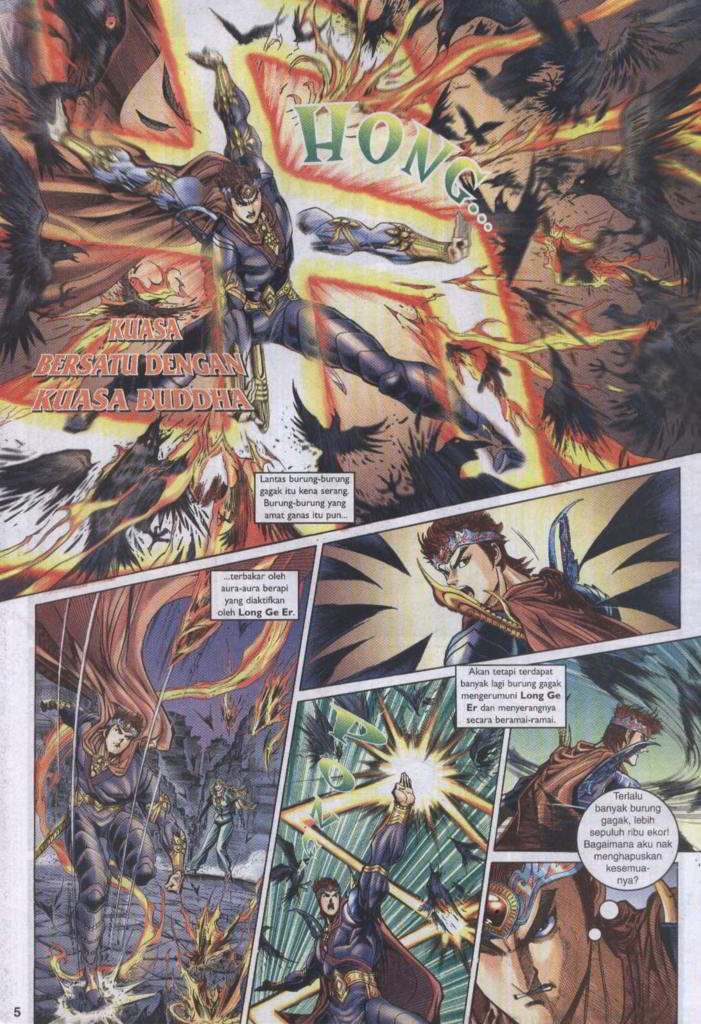 HONG...
KUASA
BERSATU DENGAN
KUASA BUDDHA
Lantas burung-burung
gagak itu kena serang.
Burung-burung yang
amat ganas itu pun...
...terbakar oleh
aura-aura berapi
yang diaktifkan
oleh Long Ge Er.
Akan tetapi terdapat
banyak lagi burung gagak
mengerumuni Long Ge
Er dan menyerangnya
secara beramai-ramai.
Terlalu
banyak burung
gagak, lebih
sepuluh ribu ekor!
Bagaimana aku nak
menghapuskan
kesemua-
nya?
5